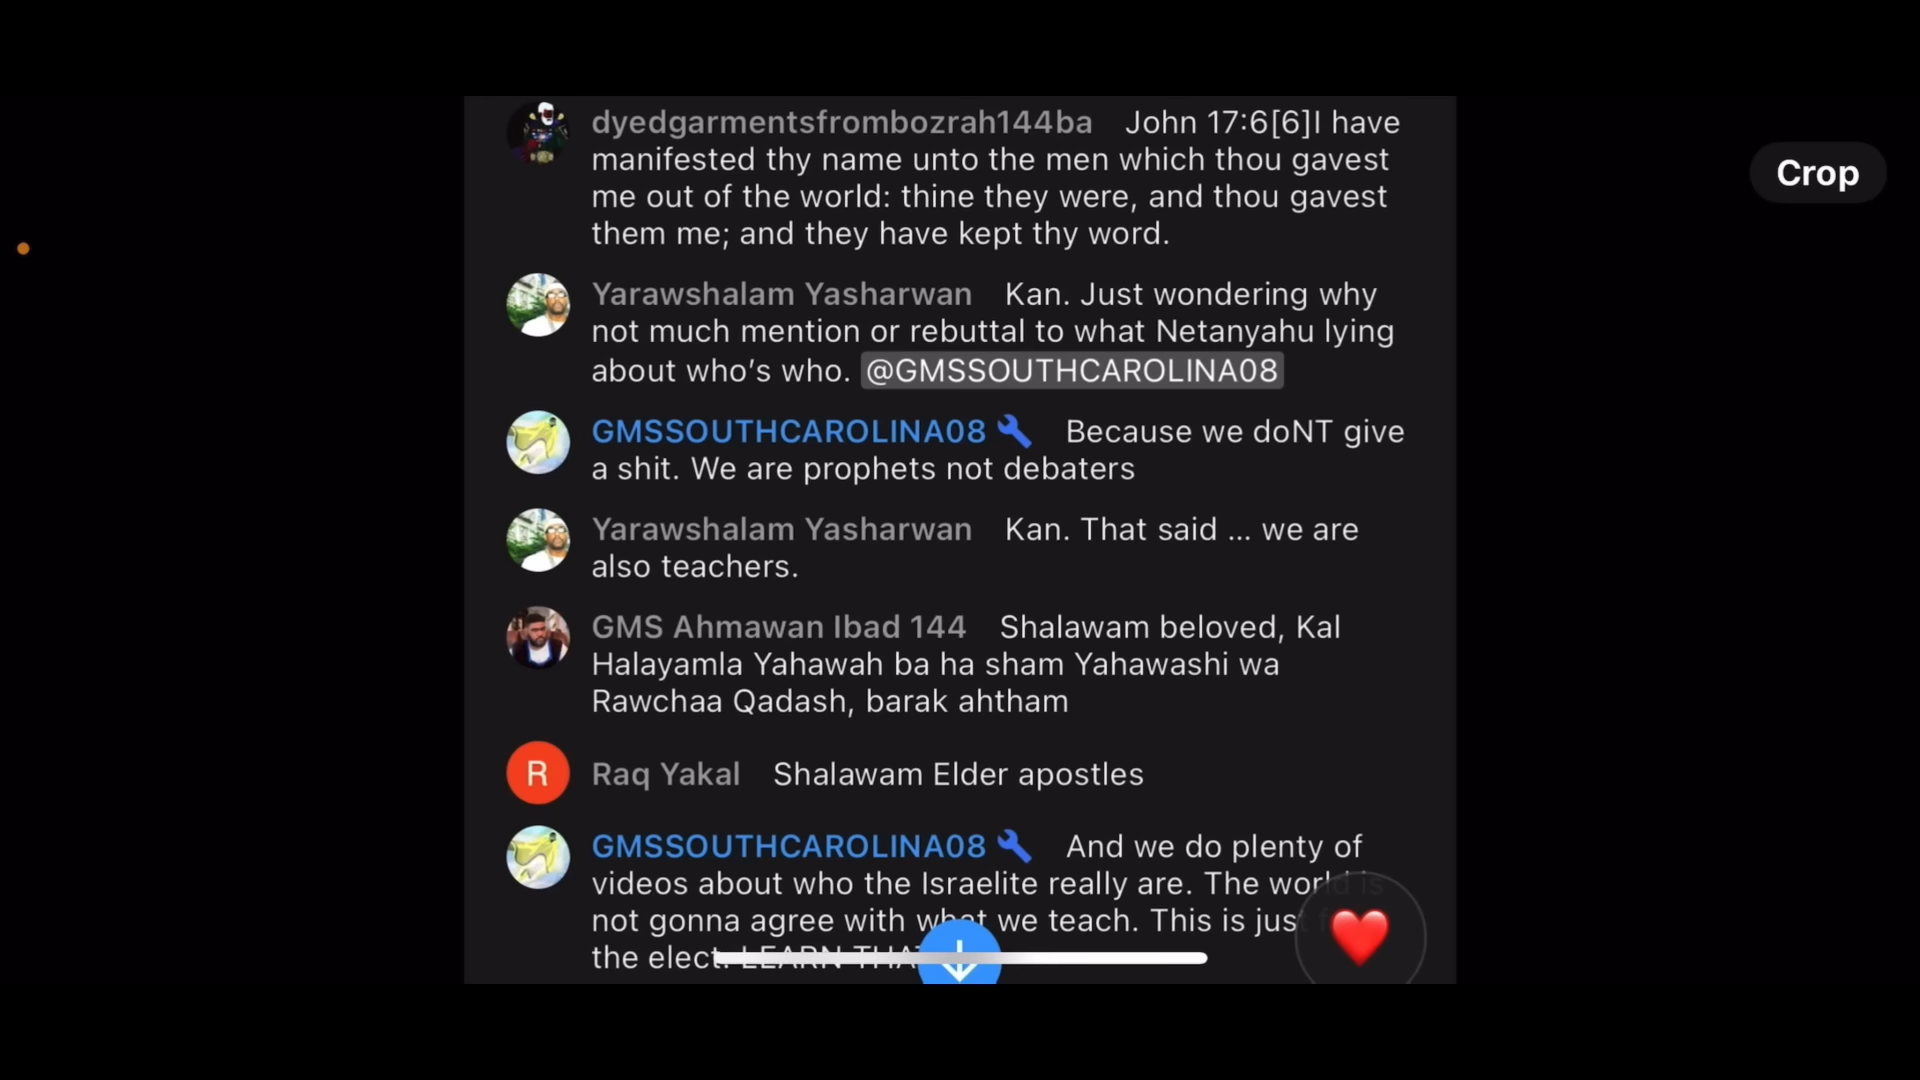 dyedgarmentsfrombozrah144ba John 17:6[6]I have
manifested thy name unto the men which thou gavest
me out of the world: thine they were, and thou gavest
them me; and they have kept thy word.
Crop
Yarawshalam Yasharwan Kan. Just wondering why
not much mention or rebuttal to what Netanyahu lying
about who's who. @GMSSOUTHCAROLINA08
GMSSOUTHCAROLINA08 Because we doNT give
a shit. We are prophets not debaters
Yarawshalam Yasharwan Kan. That said ... we are
also teachers.
GMS Ahmawan Ibad 144 Shalawam beloved, Kal
Halayamla Yahawah ba ha sham Yahawashi wa
Rawchaa Qadash, barak ahtham
R
Raq Yakal Shalawam Elder apostles
GMSSOUTHCAROLINA08 And we do plenty of
videos about who the Israelite really are. The world is
not gonna agree with what we teach. This is just
the elect. LEARN